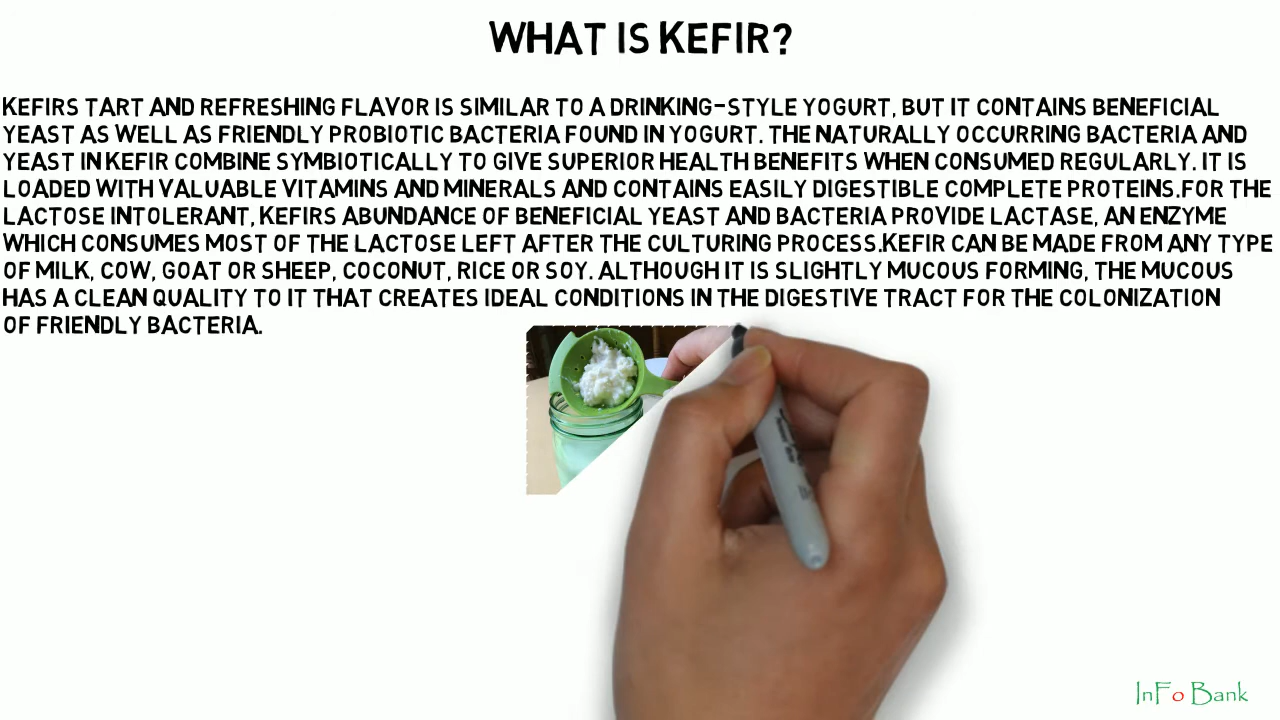 WHAT IS KEFIR?
KEFIRS TART AND REFRESHING FLAVOR IS SIMILAR TO A DRINKING-STYLE YOGURT, BUT IT CONTAINS BENEFICIAL
YEAST AS WELL AS FRIENDLY PROBIOTIC BACTERIA FOUND IN YOGURT. THE NATURALLY OCCURRING BACTERIA AND
YEAST IN KEFIR COMBINE SYMBIOTICALLY TO GIVE SUPERIOR HEALTH BENEFITS WHEN CONSUMED REGULARLY. IT IS
LOADED WITH VALUABLE VITAMINS AND MINERALS AND CONTAINS EASILY DIGESTIBLE COMPLETE PROTEINS.FOR THE
LACTOSE INTOLERANT, KEFIRS ABUNDANCE OF BENEFICIAL YEAST AND BACTERIA PROVIDE LACTASE, AN ENZYME
WHICH CONSUMES MOST OF THE LACTOSE LEFT AFTER THE CULTURING PROCESS.KEFIR CAN BE MADE FROM ANY TYPE
OF MILK, COW, GOAT OR SHEEP, COCONUT, RICE OR SOY. ALTHOUGH IT IS SLIGHTLY MUCOUS FORMING, THE MUCOUS
HAS A CLEAN QUALITY TO IT THAT CREATES IDEAL CONDITIONS IN THE DIGESTIVE TRACT FOR THE COLONIZATION
OF FRIENDLY BACTERIA.
InFo Bank